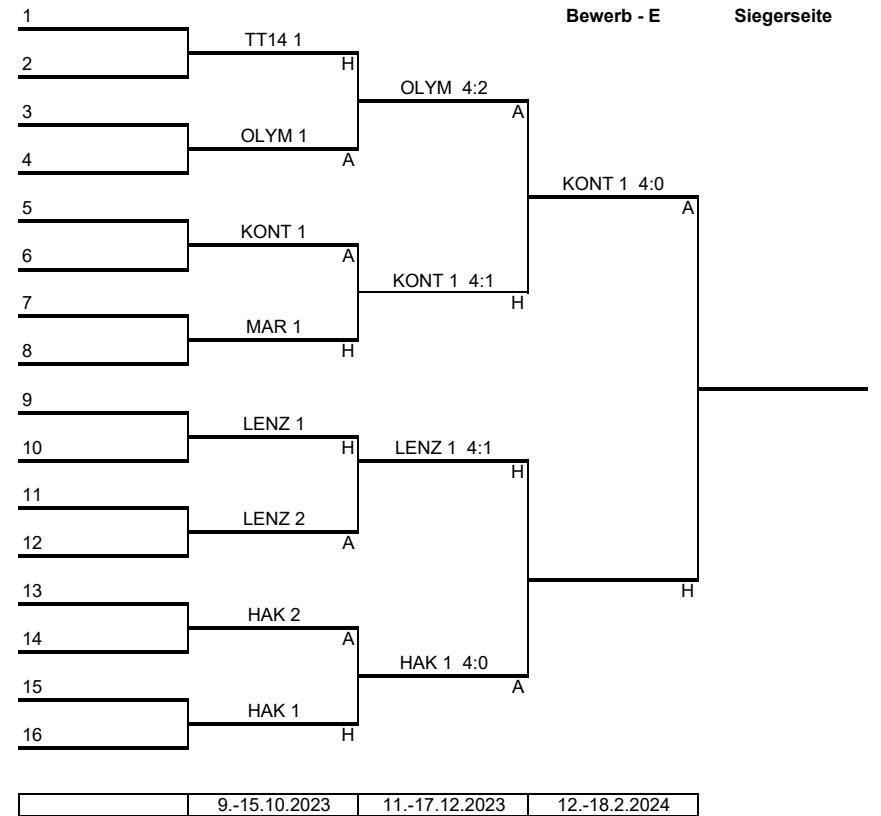 1 Bewerb - E Siegerseite
TT14 1
2 H
OLYM 4:2
3 A
OLYM 1
4 A
KONT 1 4:0
5 A
KONT 1
6 A
KONT 1 4:1
7 H
MAR 1
8 H
9
LENZ 1
10 H LENZ 1 4:1
H
11
LENZ 2
12 A
13 H
HAK 2
14 A
HAK 1 4:0
15 A
HAK 1
16 H
9.-15.10.2023 11.-17.12.2023 12.-18.2.2024